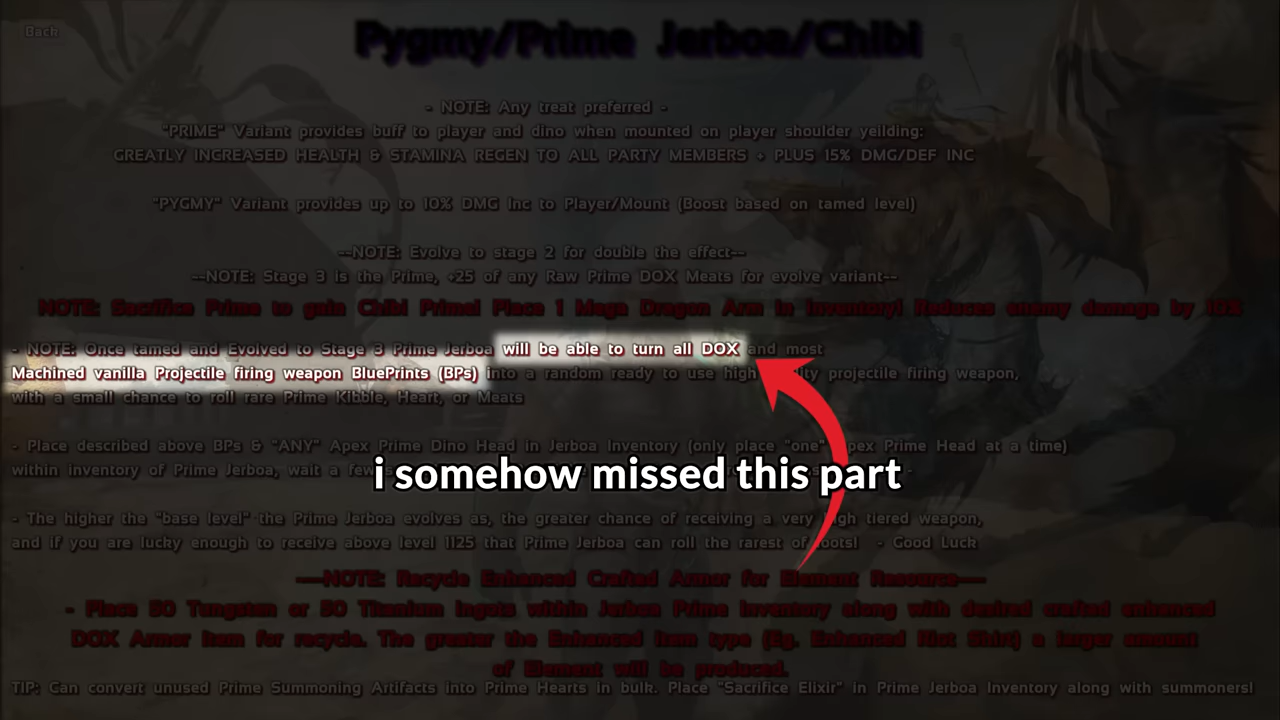 Back
Pygmy/Prime Jerboa/Chibi
- NOTE: Any treat preferred -
"PRIME" Variant provides buff to player and dino when mounted on player shoulder yeilding:
GREATLY INCREASED HEALTH & STAMINA REGEN TO ALL PARTY MEMBERS + PLUS 15% DMG/DEF INC
"PYGMY" Variant provides up to 10% DMG Inc to Player/Mount (Boost based on tamed level)
--NOTE: Evolve to stage 2 for double the effect--
--NOTE: Stage 3 is the Prime, +25 of any Raw Prime DOX Meats for evolve variant--
NOTE: Sacrifice Prime to gain Chibi Prime! Place 1 Mega Dragon Arm in inventory! Reduces enemy damage by 10%
- NOTE: Once tamed and Evolved to Stage 3 Prime Jerboa will be able to turn all DOX and most
Machined vanilla Projectile firing weapon BluePrints (BPs) into a random ready to use high projectile firing weapon,
with a small chance to roll rare Prime Kibble, Heart, or Meats
- Place described above BPs & "ANY" Apex Prime Dino Head in Jerboa Inventory (only place "one" Apex Prime Head at a time)
within inventory of Prime Jerboa, wait a few
i somehow missed this part
- The higher the "base level" the Prime Jerboa evolves as, the greater chance of receiving a very high tiered weapon,
and if you are lucky enough to receive above level 1125 that Prime Jerboa can roll the rarest of loots! - Good Luck
---NOTE: Recycle Enhanced Crafted Armor for Element Resource---
- Place 50 Tungsten or 50 Titanium Ingots within Jerboa Prime Inventory along with desired crafted enhanced
DOX Armor item for recycle. The greater the Enhanced item type (Eg. Enhanced Riot Shirt) a larger amount
of Element will be produced.
TIP: Can convert unused Prime Summoning Artifacts into Prime Hearts in bulk. Place "Sacrifice Elixir" in Prime Jerboa Inventory along with summoners!